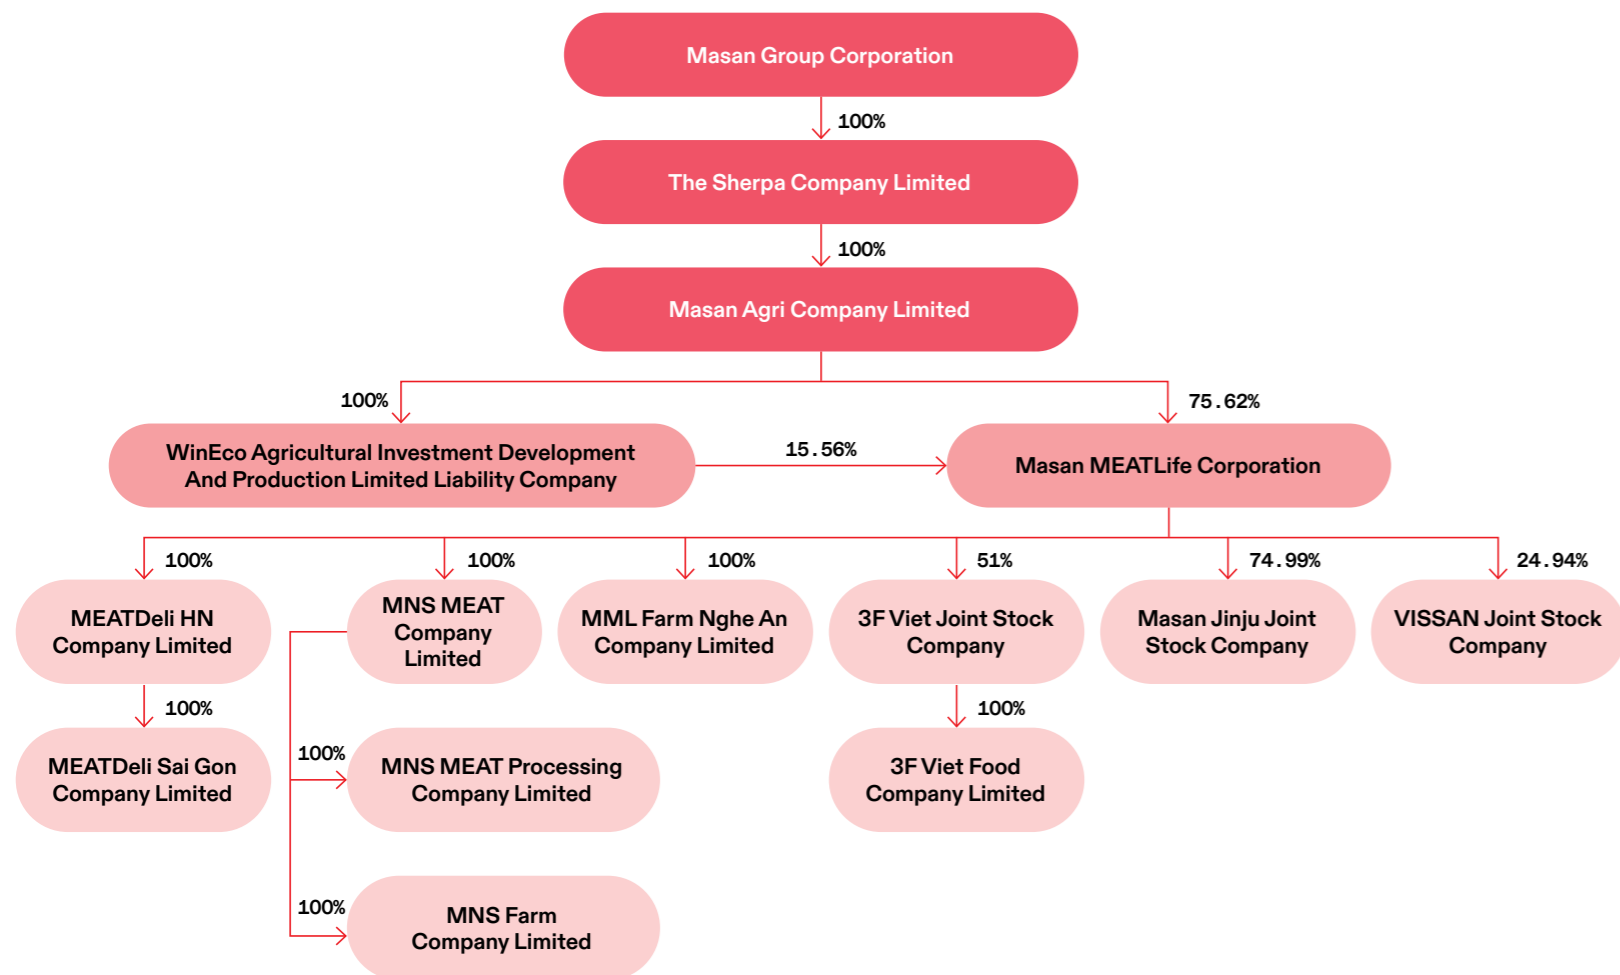 Masan Group Corporation
100%
The Sherpa Company Limited
100%
Masan Agri Company Limited
100%
75.62%
WinEco Agricultural Investment Development
And Production Limited Liability Company
15.56%
Masan MEATLife Corporation
100%
100%
100%
51%
74.99%
24.94%
MEATDeli HN
Company Limited
MNS MEAT
Company
Limited
MML Farm Nghe An
Company Limited
3F Viet Joint Stock
Company
Masan Jinju Joint
Stock Company
VISSAN Joint Stock
Company
100%
100%
MEATDeli Sai Gon
Company Limited
100%
MNS MEAT Processing
Company Limited
3F Viet Food
Company Limited
100%
MNS Farm
Company Limited